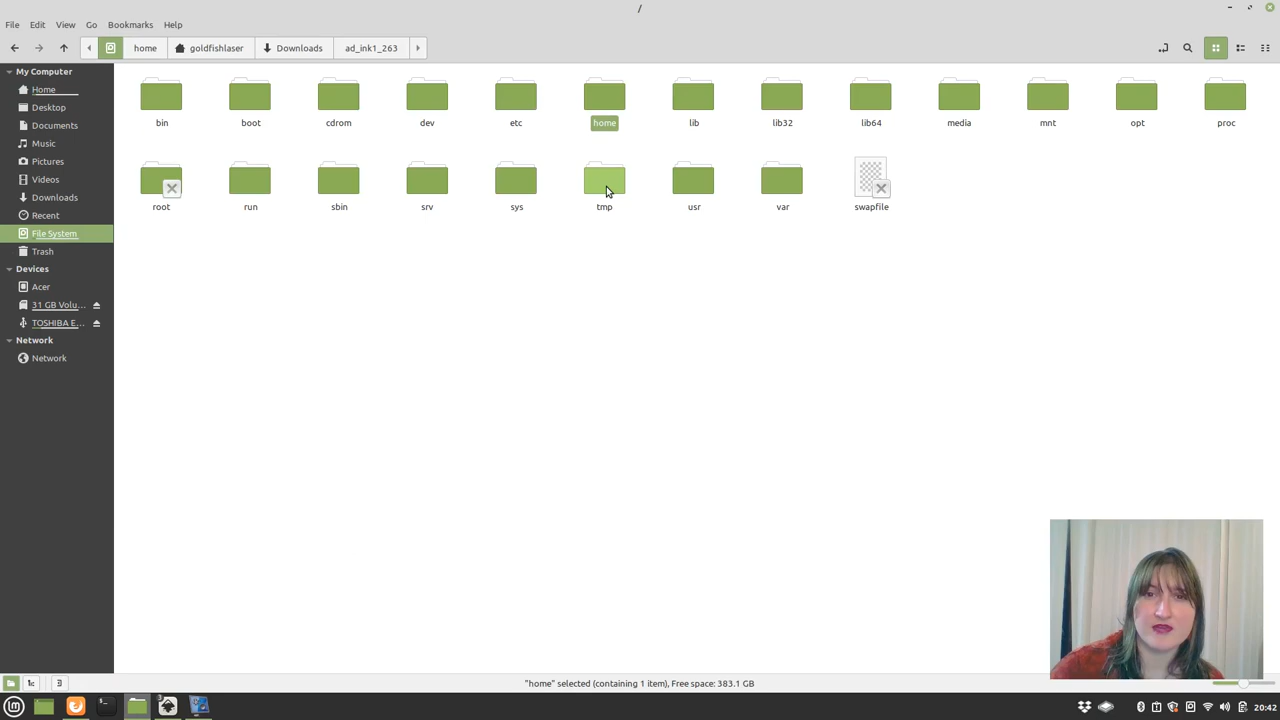 /
File Edit View Go Bookmarks Help
home goldfishlaser Downloads ad_ink1_263
My Computer
Home
Desktop
Documents
Music
Pictures
Videos
Downloads
Recent
File System
Trash
Devices
Acer
31 GB Volu...
TOSHIBA E...
Network
Network
bin boot cdrom dev etc home lib lib32 lib64 media mnt opt proc
root run sbin srv sys tmp usr var swapfile
"home" selected (containing 1 item), Free space: 383.1 GB
3
20:42